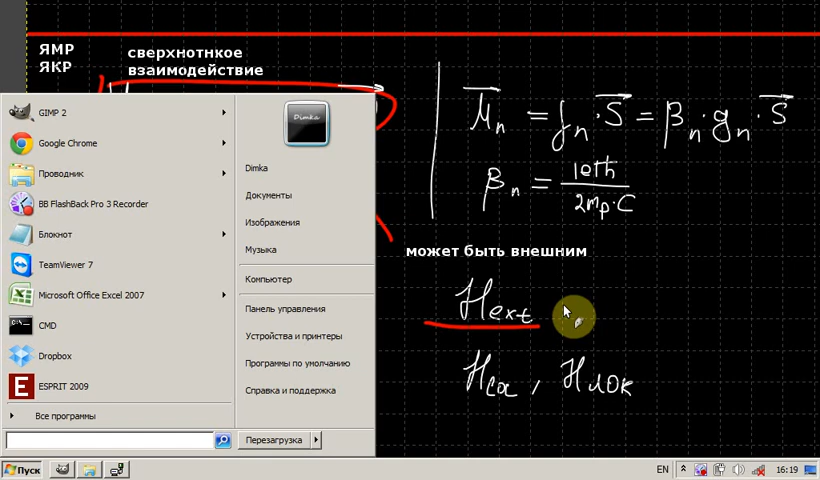 ЯМР
ЯКР
сверхнотнкое
взаимодействие
μₙ = γₙ · S = βₙ · gₙ · S
βₙ = |e|ħ / 2mp · C
может быть внешним
Hext
Hса , Hлок
GIMP 2
Google Chrome
Проводник
BB FlashBack Pro 3 Recorder
Блокнот
TeamViewer 7
Microsoft Office Excel 2007
CMD
Dropbox
ESPRIT 2009
Все программы
Dimka
Dimka
Документы
Изображения
Музыка
Компьютер
Панель управления
Устройства и принтеры
Программы по умолчанию
Справка и поддержка
Перезагрузка
Пуск
EN
16:19